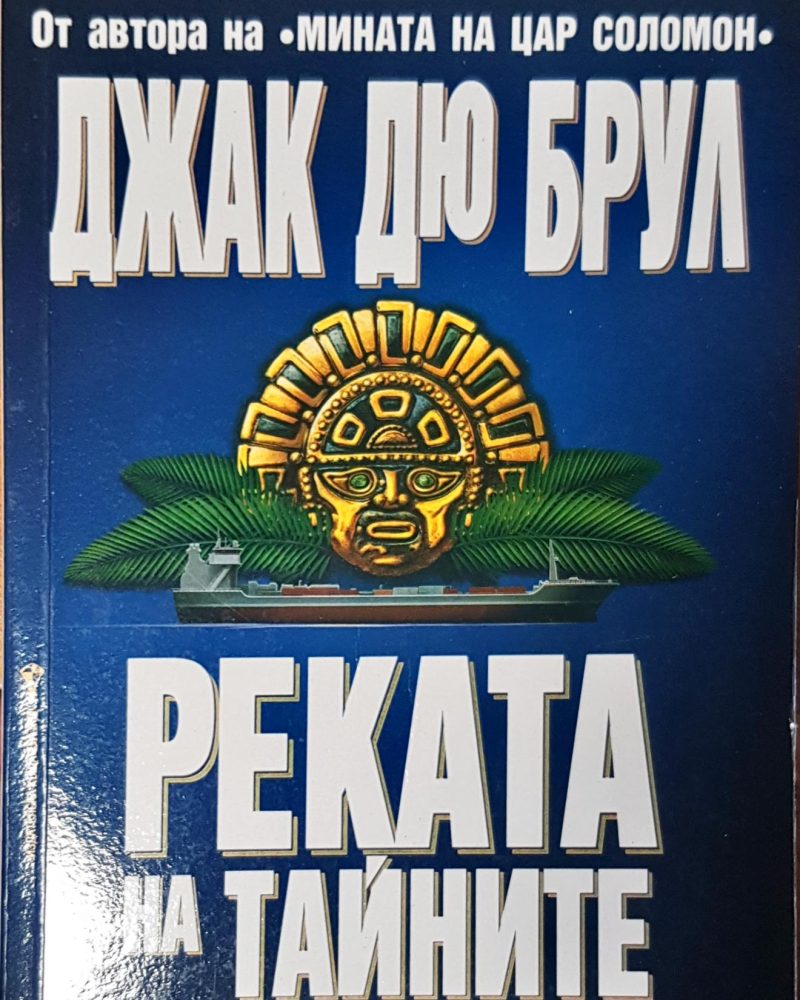 От автора на •МИНАТА НА ЦАР СОЛОМОН•
ДЖАК ДЮ БРУЛ
РЕКАТА
НА ТАЙНИТЕ